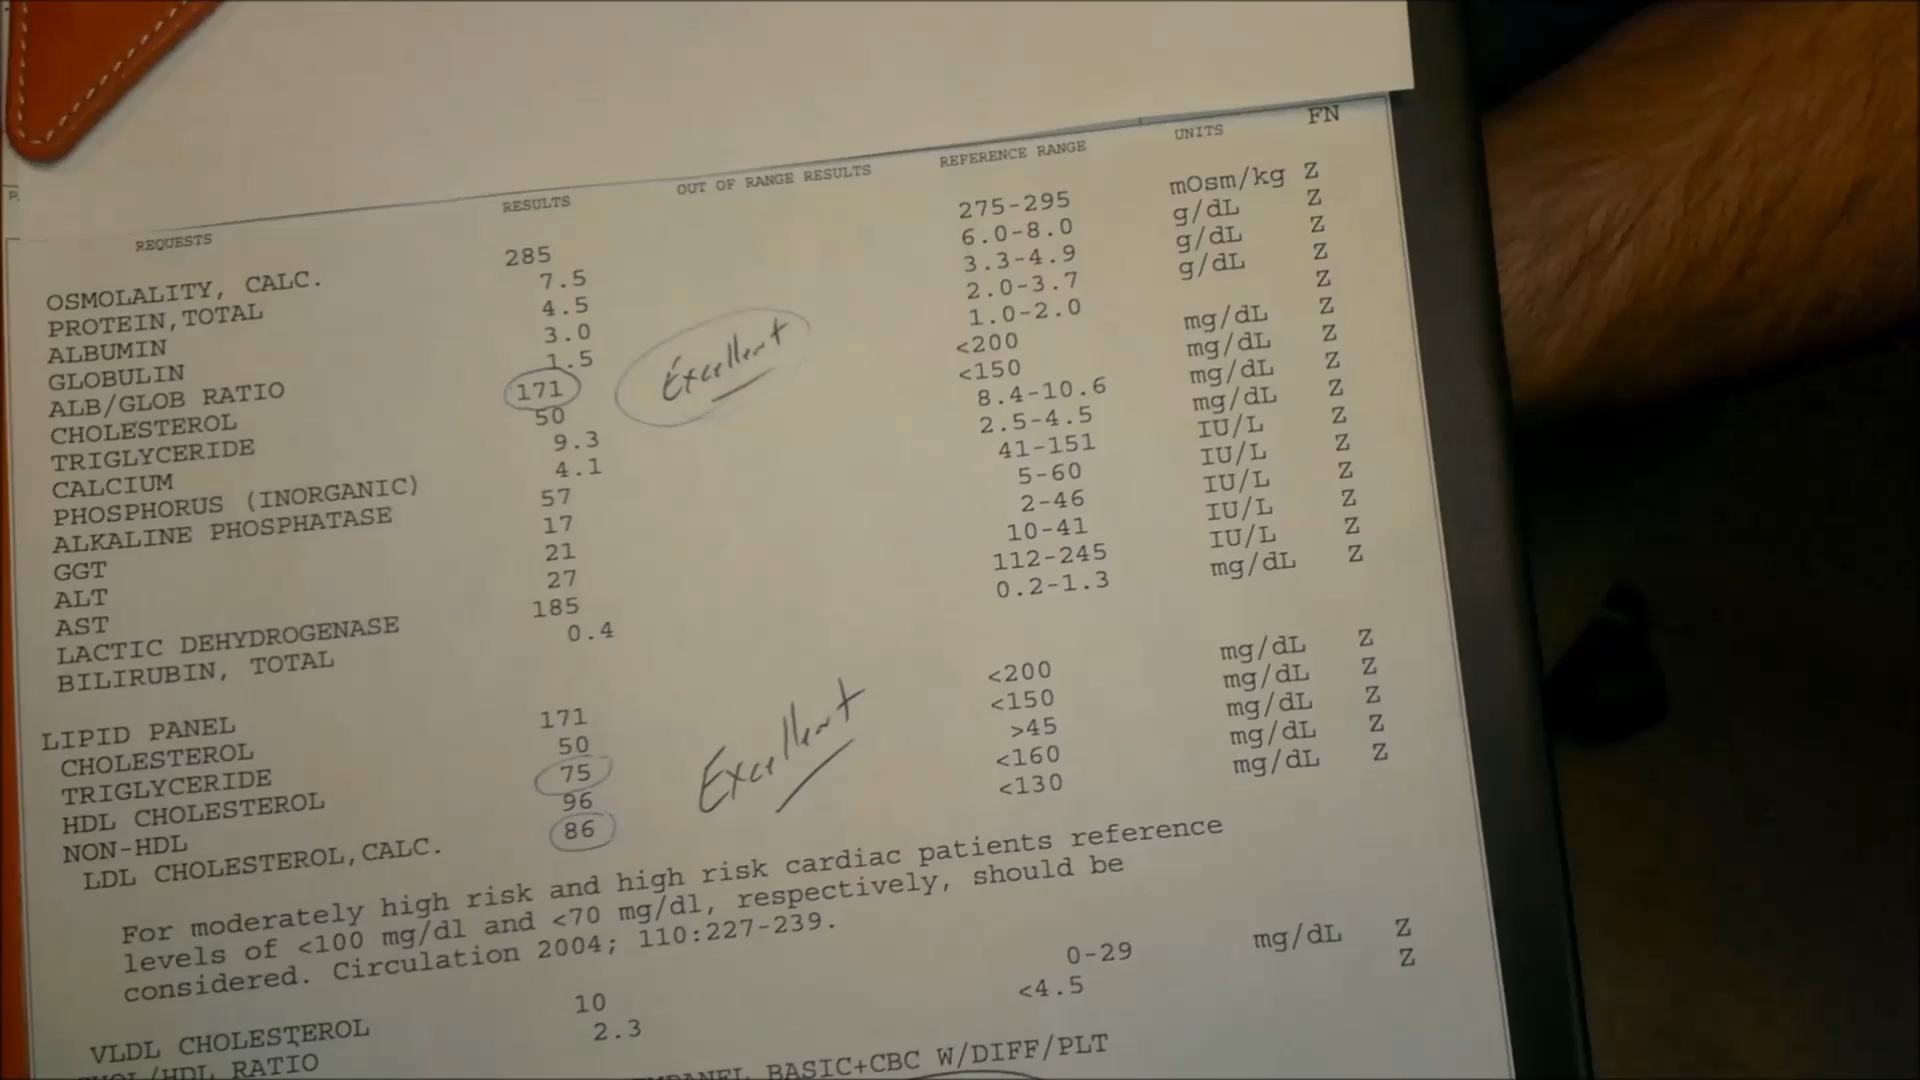 REQUESTS RESULTS OUT OF RANGE RESULTS REFERENCE RANGE UNITS FN
OSMOLALITY, CALC. 285 275-295 mOsm/kg Z
PROTEIN,TOTAL 7.5 6.0-8.0 g/dL Z
ALBUMIN 4.5 3.3-4.9 g/dL Z
GLOBULIN 3.0 2.0-3.7 g/dL Z
ALB/GLOB RATIO 1.5 1.0-2.0 Z
CHOLESTEROL 171 Excellent <200 mg/dL Z
TRIGLYCERIDE 50 <150 mg/dL Z
CALCIUM 9.3 8.4-10.6 mg/dL Z
PHOSPHORUS (INORGANIC) 4.1 2.5-4.5 mg/dL Z
ALKALINE PHOSPHATASE 57 41-151 IU/L Z
GGT 17 5-60 IU/L Z
ALT 21 2-46 IU/L Z
AST 27 10-41 IU/L Z
LACTIC DEHYDROGENASE 185 112-245 IU/L Z
BILIRUBIN, TOTAL 0.4 0.2-1.3 mg/dL Z
LIPID PANEL
CHOLESTEROL 171 <200 mg/dL Z
TRIGLYCERIDE 50 <150 mg/dL Z
HDL CHOLESTEROL 75 Excellent >45 mg/dL Z
NON-HDL 96 <160 mg/dL Z
LDL CHOLESTEROL,CALC. 86 <130 mg/dL Z
For moderately high risk and high risk cardiac patients reference
levels of <100 mg/dl and <70 mg/dl, respectively, should be
considered. Circulation 2004; 110:227-239.
VLDL CHOLESTEROL 10 0-29 mg/dL Z
/HDL RATIO 2.3 <4.5 Z
BASIC+CBC W/DIFF/PLT